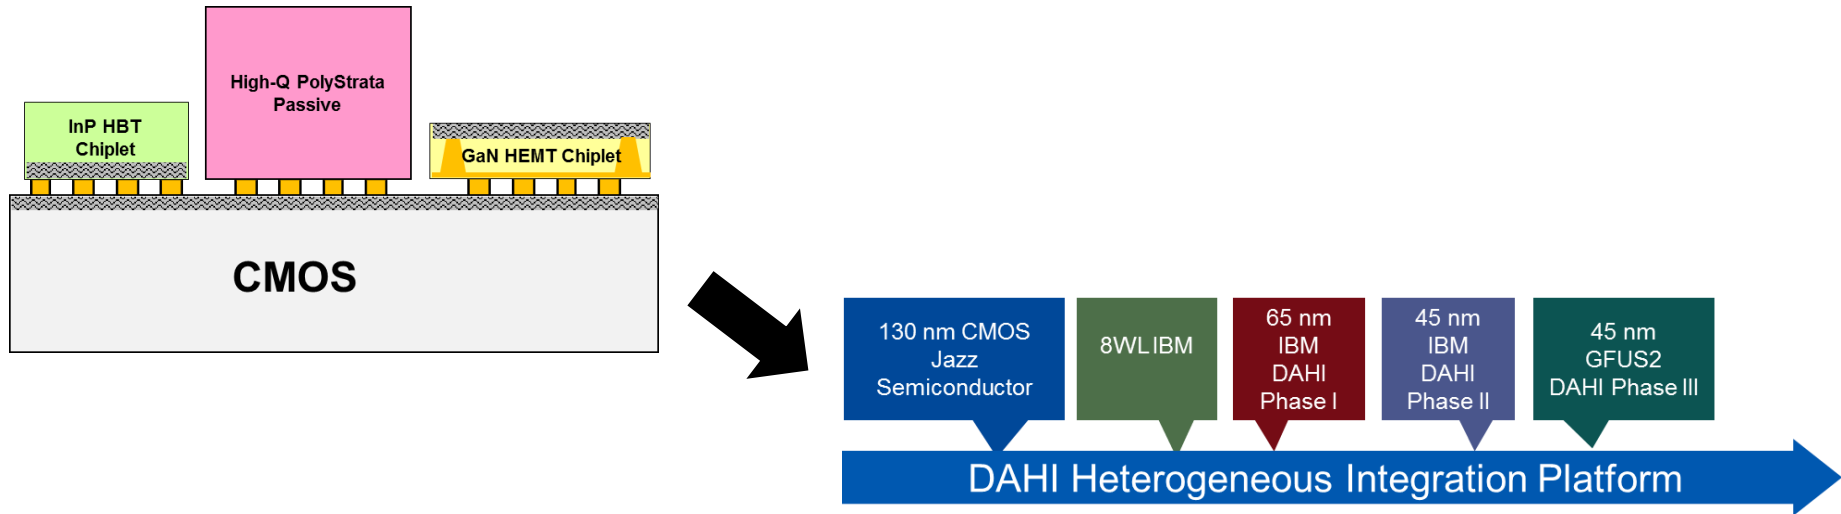 High-Q PolyStrata
Passive
InP HBT
Chiplet
GaN HEMT Chiplet
CMOS
130 nm CMOS
Jazz
Semiconductor
8WL IBM
65 nm
IBM
DAHI
Phase I
45 nm
IBM
DAHI
Phase II
45 nm
GFUS2
DAHI Phase III
DAHI Heterogeneous Integration Platform